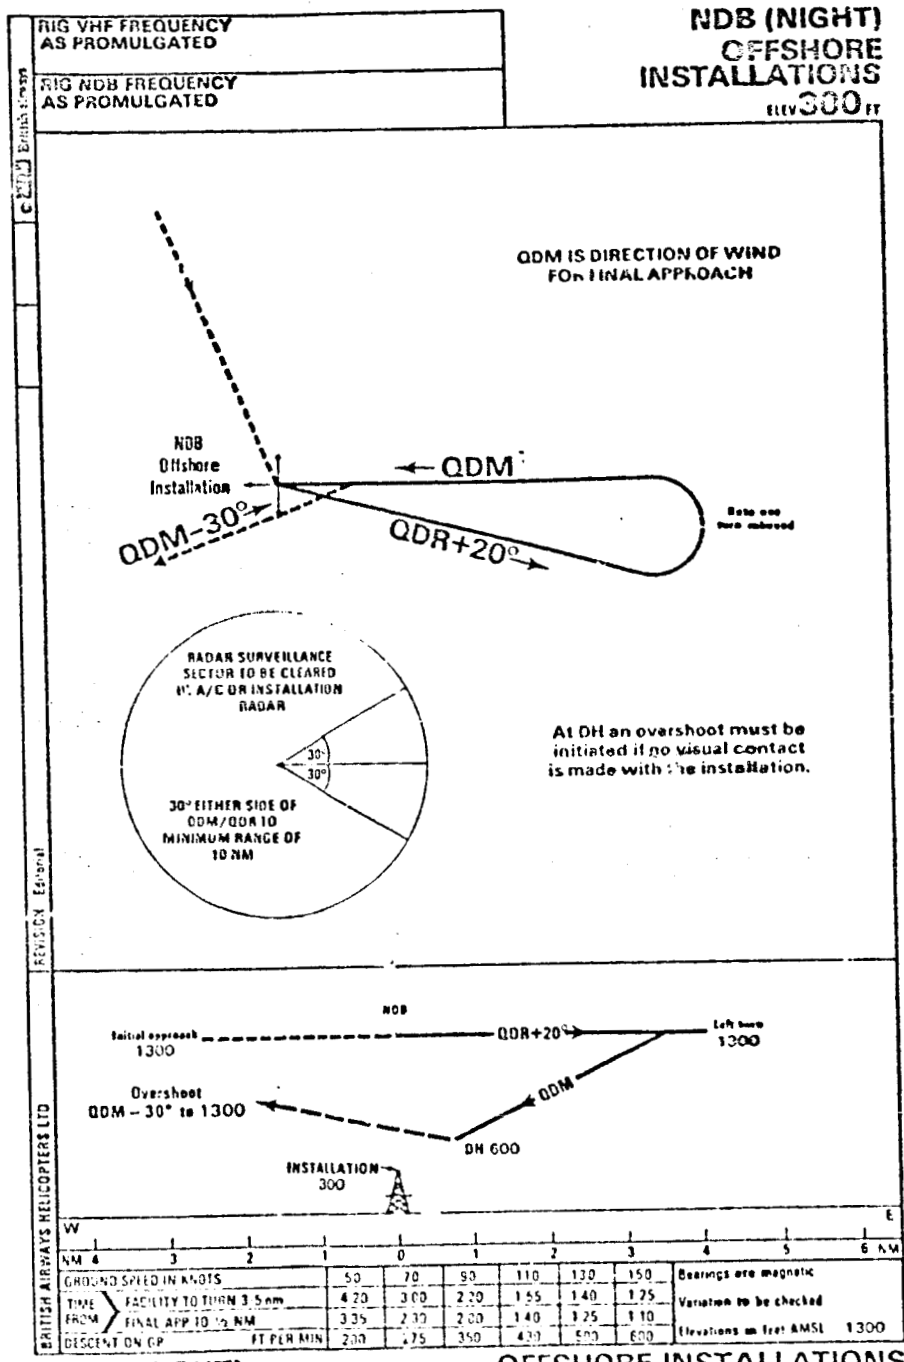 RIG VHF FREQUENCY
AS PROMULGATED
RIG NDB FREQUENCY
AS PROMULGATED
NDB (NIGHT)
OFFSHORE
INSTALLATIONS
ELEV 300 FT
British Airways
QDM IS DIRECTION OF WIND
FOR FINAL APPROACH
NDB
Offshore
Installation
← QDM
QDM-30°
QDR+20°
Rate one
turn inbound
RADAR SURVEILLANCE
SECTOR TO BE CLEARED
BY A/C OR INSTALLATION
RADAR
30°
30°
30° EITHER SIDE OF
QDM/QDR TO
MINIMUM RANGE OF
10 NM
At DH an overshoot must be
initiated if no visual contact
is made with the installation.
REVISION Editorial
NDB
Initial approach
1300
QDR+20°
Left turn
1300
Overshoot
QDM - 30° to 1300
QDM
DH 600
INSTALLATION
300
BRITISH AIRWAYS HELICOPTERS LTD
W E
NM 4 3 2 1 0 1 2 3 4 5 6 NM
GROUND SPEED IN KNOTS 50 70 90 110 130 150 Bearings are magnetic
TIME FROM FACILITY TO TURN 3.5 nm 4.20 3.00 2.20 1.55 1.40 1.25 Variation to be checked
FINAL APP TO ½ NM 3.35 2.00 1.40 1.25 1.10
DESCENT ON GP FT PER MIN 200 275 350 600 Elevations in feet AMSL 1300
OFFSHORE INSTALLATIONS